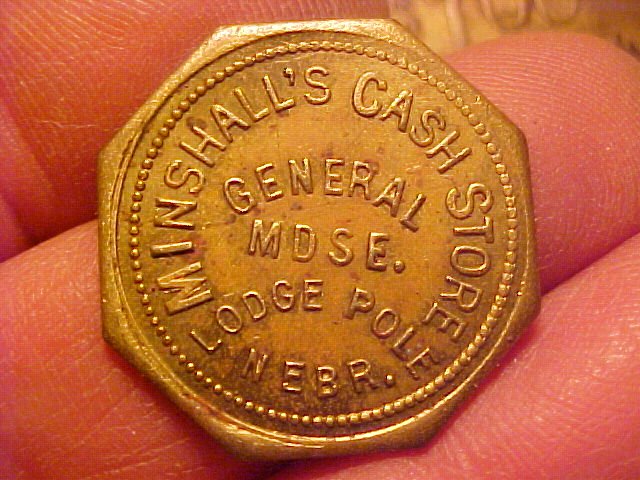 MINSHALL'S CASH STORE
GENERAL
MDSE.
LODGE POLE
NEBR.